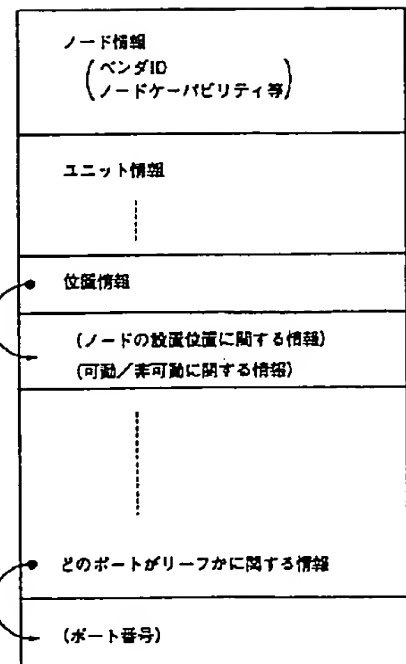 ノード情報
(ベンダID
ノードケーパビリティ等)
ユニット情報
位置情報
(ノードの設置位置に関する情報)
(可動/非可動に関する情報)
どのポートがリーフかに関する情報
(ポート番号)